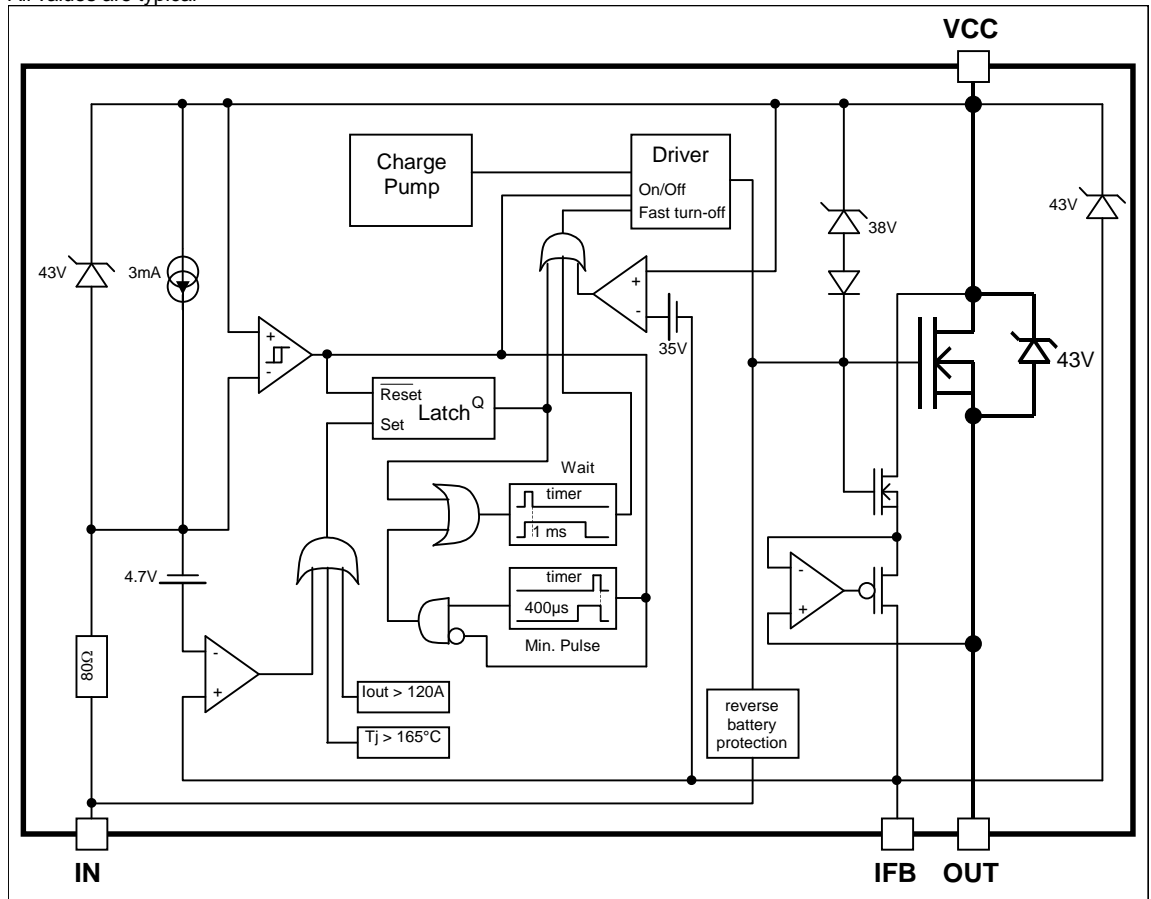 All values are typical
VCC
Charge
Pump
Driver
On/Off
Fast turn-off
43V
3mA
38V
43V
+
-
35V
+
-
43V
Reset
Latch
Q
Set
Wait
timer
1 ms
4.7V
timer
400µs
Min. Pulse
-
+
80Ω
-
+
Iout > 120A
Tj > 165°C
reverse
battery
protection
IN
IFB
OUT